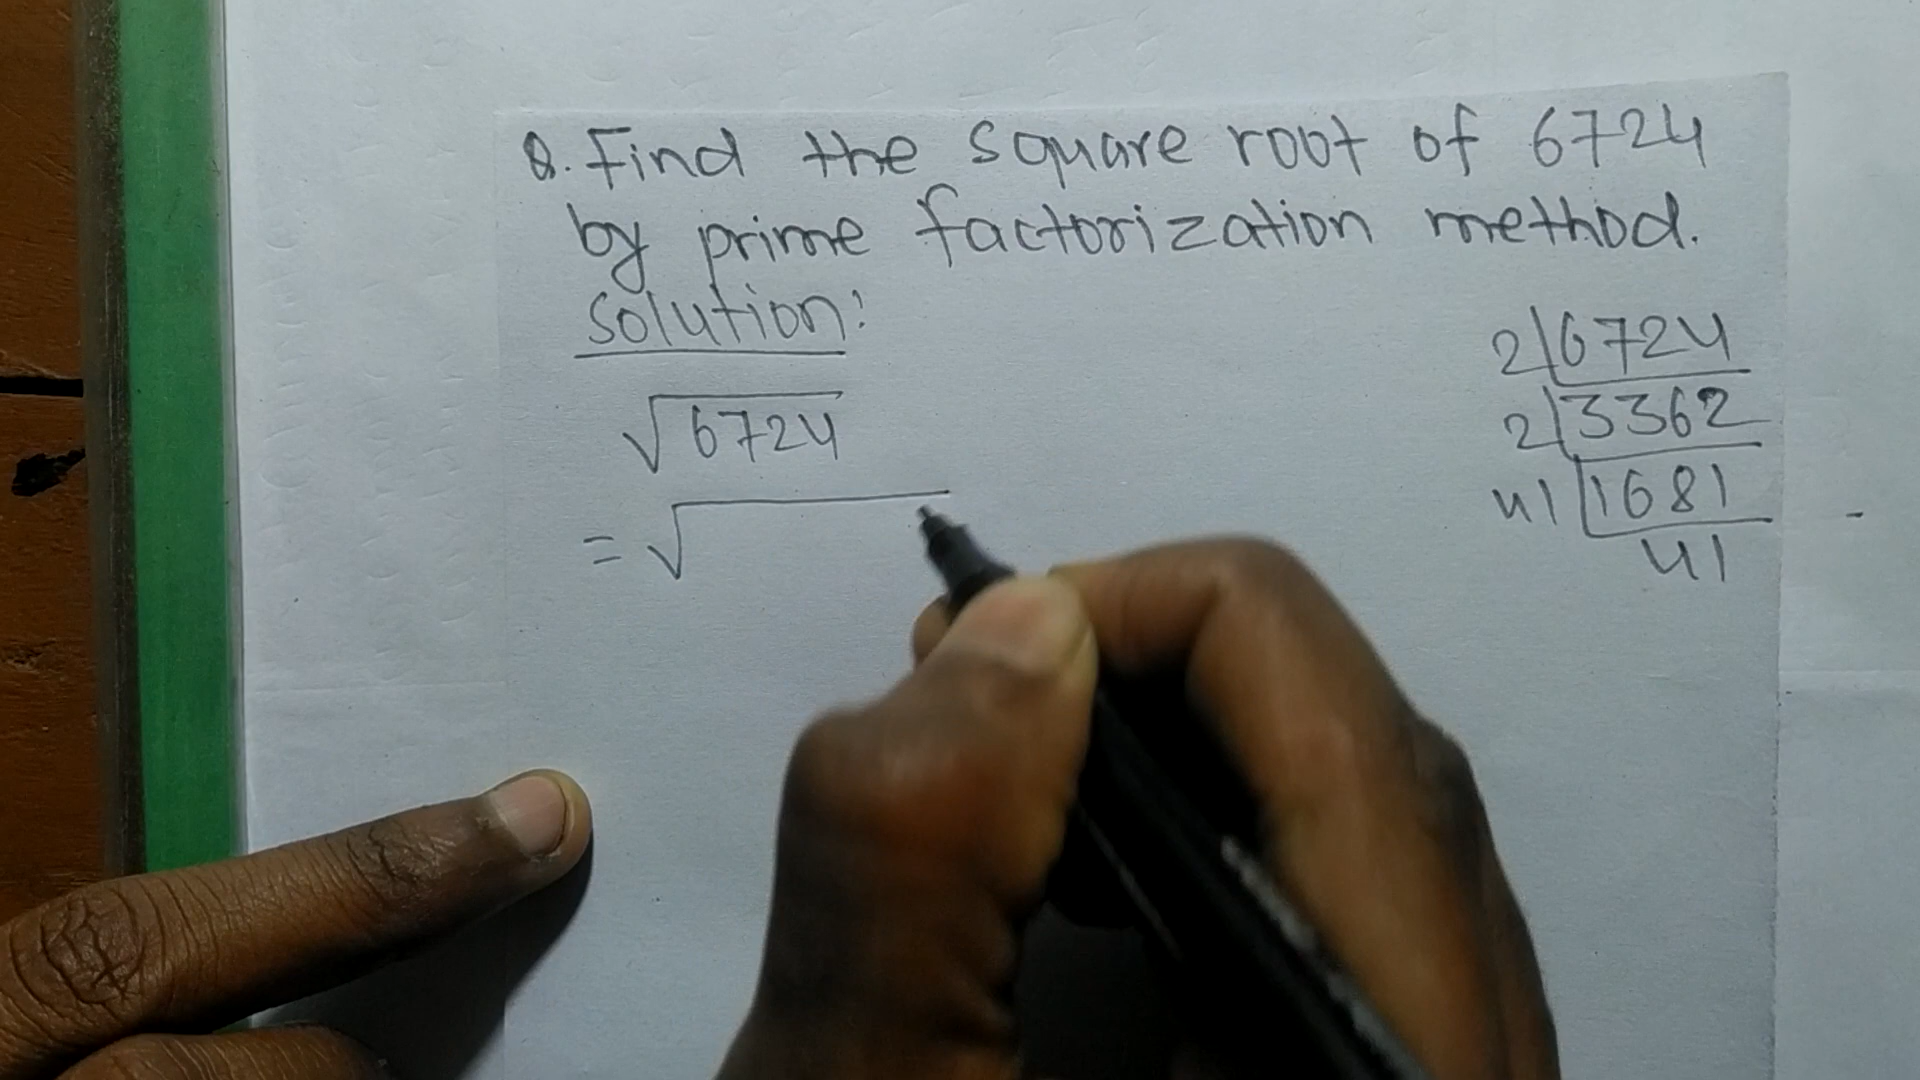 Q. Find the square root of 6724
by prime factorization method.
Solution:
√6724
= √
2|6724
2|3362
41|1681
41